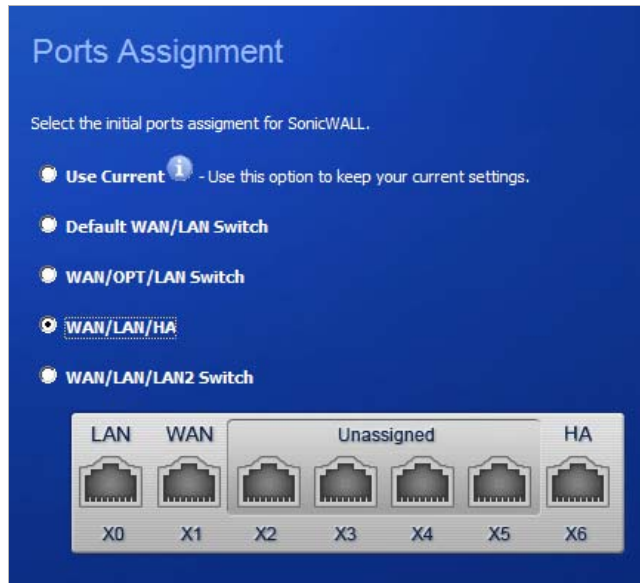 Ports Assignment
Select the initial ports assigment for SonicWALL.
Use Current i - Use this option to keep your current settings.
Default WAN/LAN Switch
WAN/OPT/LAN Switch
WAN/LAN/HA
WAN/LAN/LAN2 Switch
LAN WAN Unassigned HA
X0 X1 X2 X3 X4 X5 X6